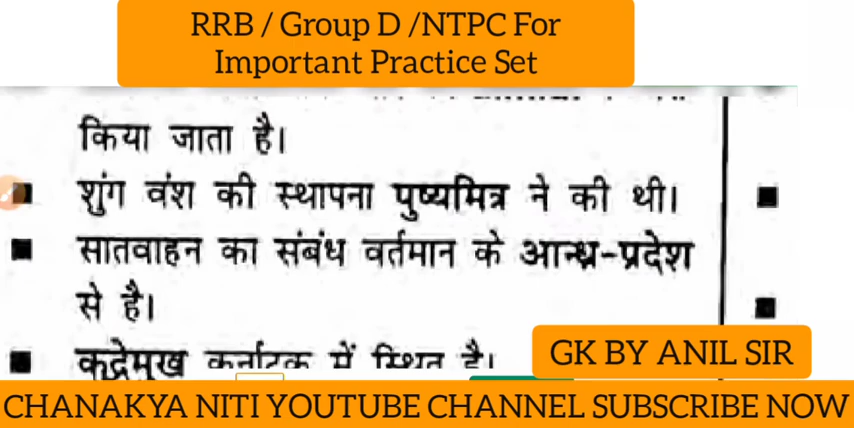 RRB / Group D /NTPC For
Important Practice Set
किया जाता है।
■ शुंग वंश की स्थापना पुष्यमित्र ने की थी।
■ सातवाहन का संबंध वर्तमान के आन्ध्र-प्रदेश
से है।
■ कुद्रेमुख कर्नाटक में स्थित है।
GK BY ANIL SIR
CHANAKYA NITI YOUTUBE CHANNEL SUBSCRIBE NOW